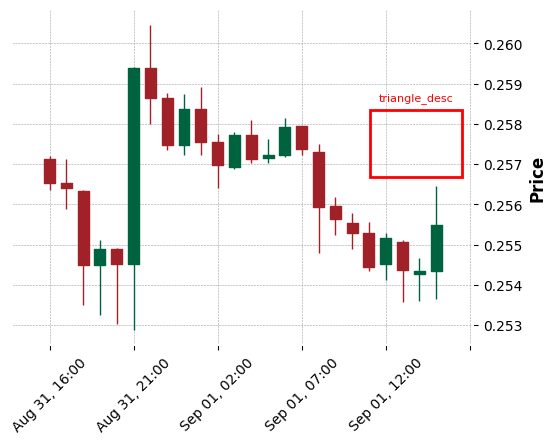 0.260
0.259
triangle_desc
0.258
0.257
0.256
0.255
0.254
0.253
Price
Aug 31, 16:00
Aug 31, 21:00
Sep 01, 02:00
Sep 01, 07:00
Sep 01, 12:00